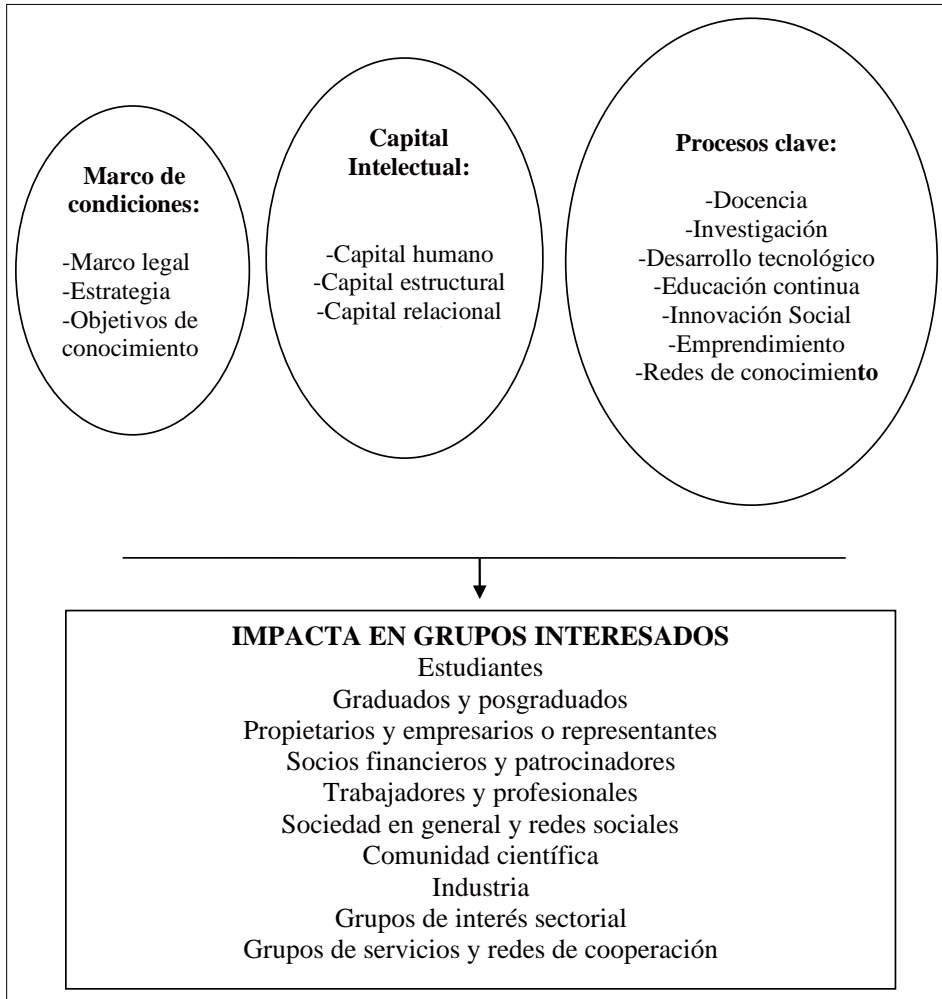 Marco de
condiciones:
-Marco legal
-Estrategia
-Objetivos de
conocimiento
Capital
Intelectual:
-Capital humano
-Capital estructural
-Capital relacional
Procesos clave:
-Docencia
-Investigación
-Desarrollo tecnológico
-Educación continua
-Innovación Social
-Emprendimiento
-Redes de conocimiento
IMPACTA EN GRUPOS INTERESADOS
Estudiantes
Graduados y posgraduados
Propietarios y empresarios o representantes
Socios financieros y patrocinadores
Trabajadores y profesionales
Sociedad en general y redes sociales
Comunidad científica
Industria
Grupos de interés sectorial
Grupos de servicios y redes de cooperación